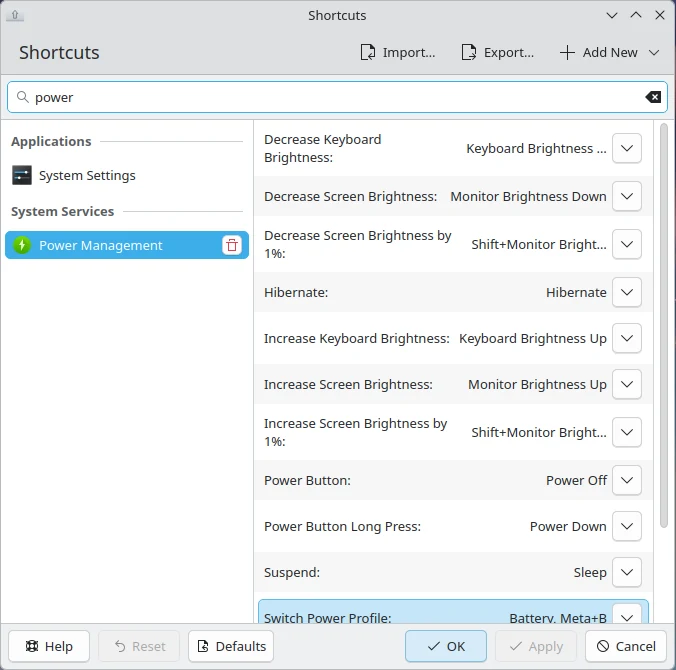 Shortcuts
Shortcuts
Import...
Export...
Add New
power
Applications
System Settings
System Services
Power Management
Decrease Keyboard
Brightness:
Keyboard Brightness ...
Decrease Screen Brightness:
Monitor Brightness Down
Decrease Screen Brightness by
1%:
Shift+Monitor Bright...
Hibernate:
Hibernate
Increase Keyboard Brightness:
Keyboard Brightness Up
Increase Screen Brightness:
Monitor Brightness Up
Increase Screen Brightness by
1%:
Shift+Monitor Bright...
Power Button:
Power Off
Power Button Long Press:
Power Down
Suspend:
Sleep
Switch Power Profile:
Battery, Meta+B
Help
Reset
Defaults
OK
Apply
Cancel